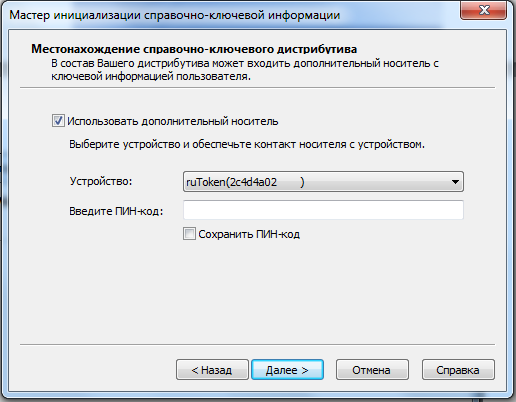 Мастер инициализации справочно-ключевой информации
Местонахождение справочно-ключевого дистрибутива
В состав Вашего дистрибутива может входить дополнительный носитель с
ключевой информацией пользователя.
Использовать дополнительный носитель
Выберите устройство и обеспечьте контакт носителя с устройством.
Устройство: ruToken(2c4d4a02 )
Введите ПИН-код:
Сохранить ПИН-код
< Назад Далее > Отмена Справка